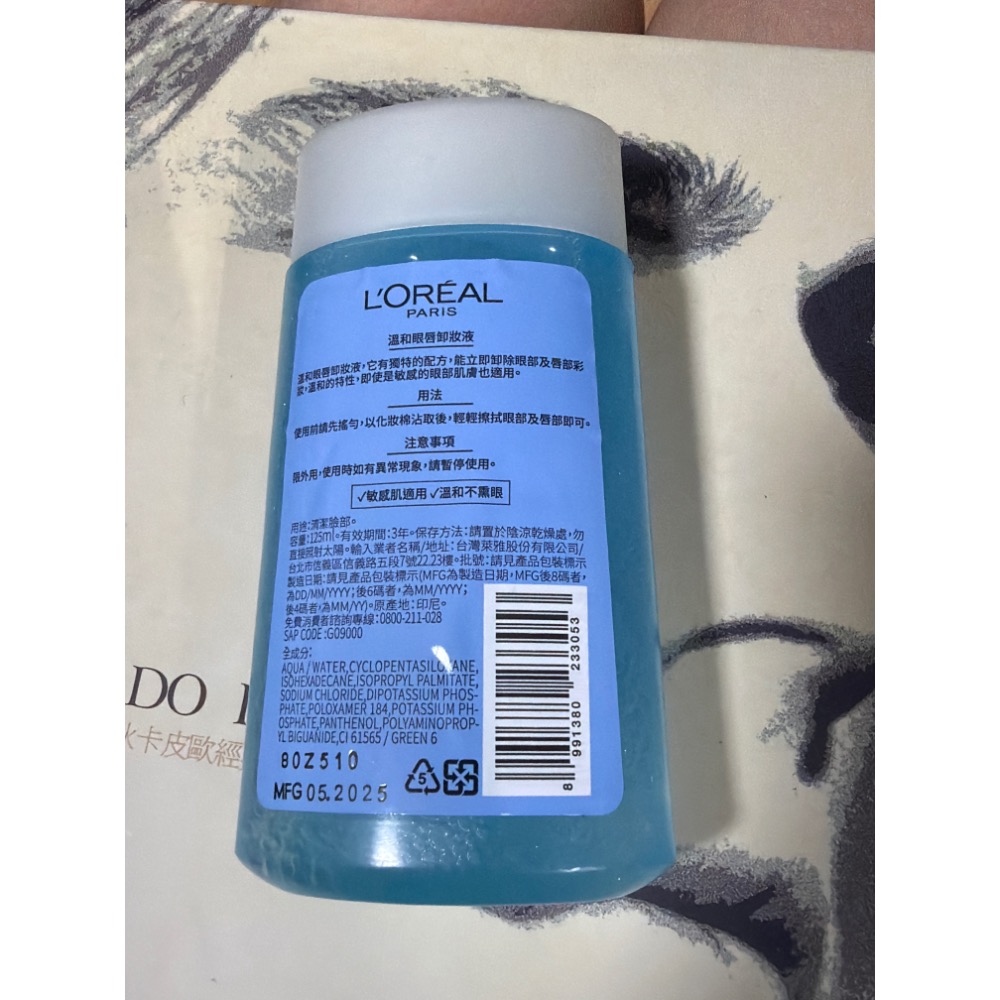 L'ORÉAL
PARIS
溫和眼唇卸妝液
溫和眼唇卸妝液，它有獨特的配方，能立即卸除眼部及唇部彩
妝，溫和的特性，即使是敏感的眼部肌膚也適用。
用法
使用前請先搖勻，以化妝棉沾取後，輕輕擦拭眼部及唇部即可。
注意事項
限外用，使用時如有異常現象，請暫停使用。
√敏感肌適用 √溫和不熏眼
用途：清潔臉部。
容量：125ml。有效期間：3年。保存方法：請置於陰涼乾燥處，勿
直接照射太陽。輸入業者名稱/地址：台灣萊雅股份有限公司/
台北市信義區信義路五段7號22.23樓。批號：請見產品包裝標示
製造日期：請見產品包裝標示(MFG為製造日期，MFG後8碼者，
為DD/MM/YYYY；後6碼者，為MM/YYYY；
後4碼者，為MM/YY)。原產地：印尼。
免費消費者諮詢專線：0800-211-028
SAP CODE :G09000
全成分：
AQUA / WATER,CYCLOPENTASILOXANE,
ISOHEXADECANE,ISOPROPYL PALMITATE,
SODIUM CHLORIDE,DIPOTASSIUM PHOS-
PHATE,POLOXAMER 184,POTASSIUM PH-
OSPHATE,PANTHENOL,POLYAMINOPROP-
YL BIGUANIDE,CI 61565 / GREEN 6
80Z510
MFG 05.2025
5
8 991380 233053
DO
卡皮歐經